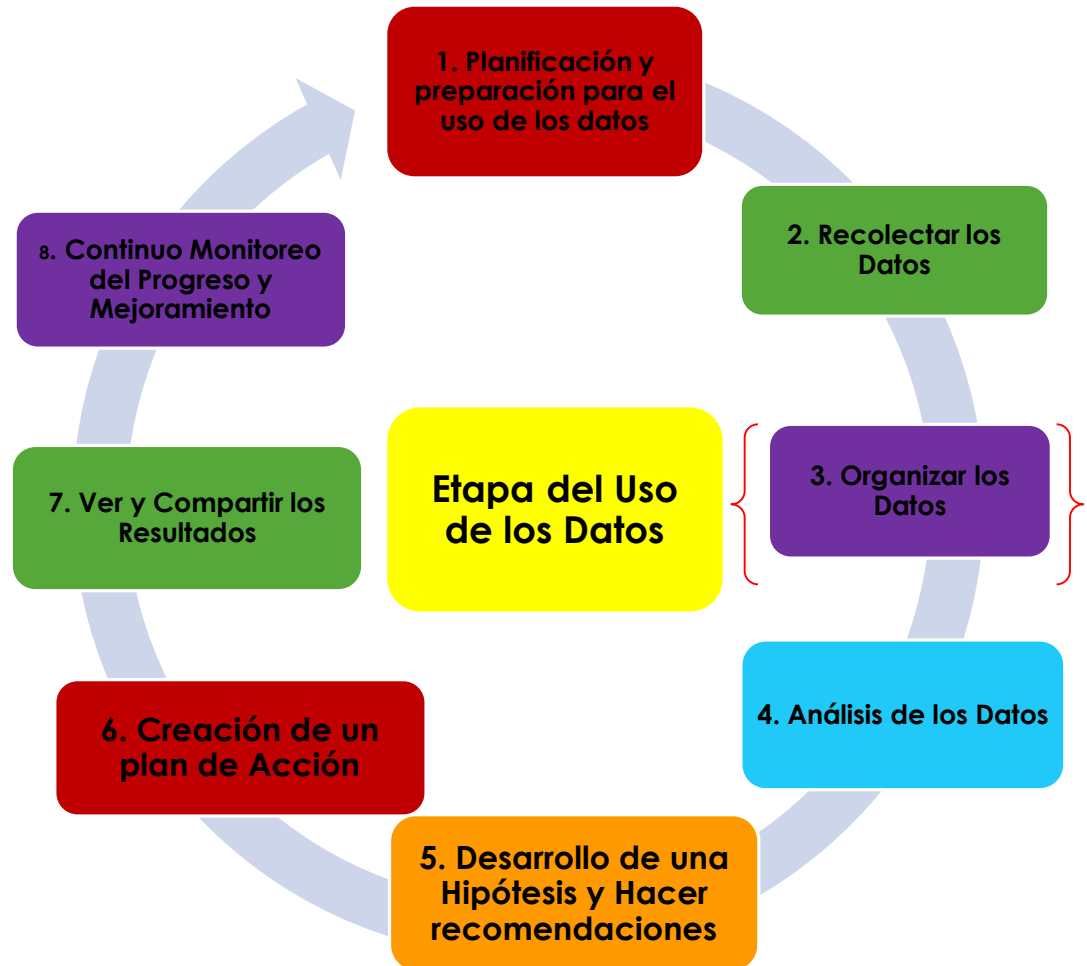 1. Planificación y
preparación para el
uso de los datos
2. Recolectar los
Datos
3. Organizar los
Datos
4. Análisis de los Datos
5. Desarrollo de una
Hipótesis y Hacer
recomendaciones
6. Creación de un
plan de Acción
7. Ver y Compartir los
Resultados
8. Continuo Monitoreo
del Progreso y
Mejoramiento
Etapa del Uso
de los Datos